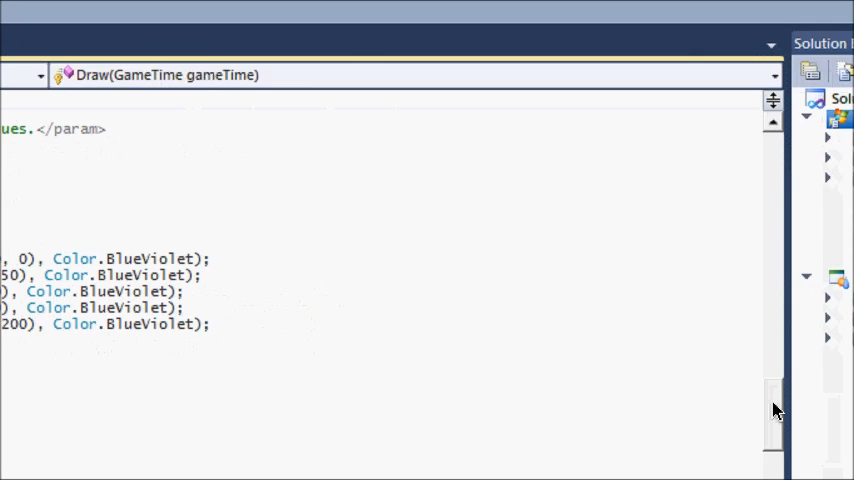 Solution
Draw(GameTime gameTime)
ues.</param>
, 0), Color.BlueViolet);
50), Color.BlueViolet);
), Color.BlueViolet);
), Color.BlueViolet);
200), Color.BlueViolet);